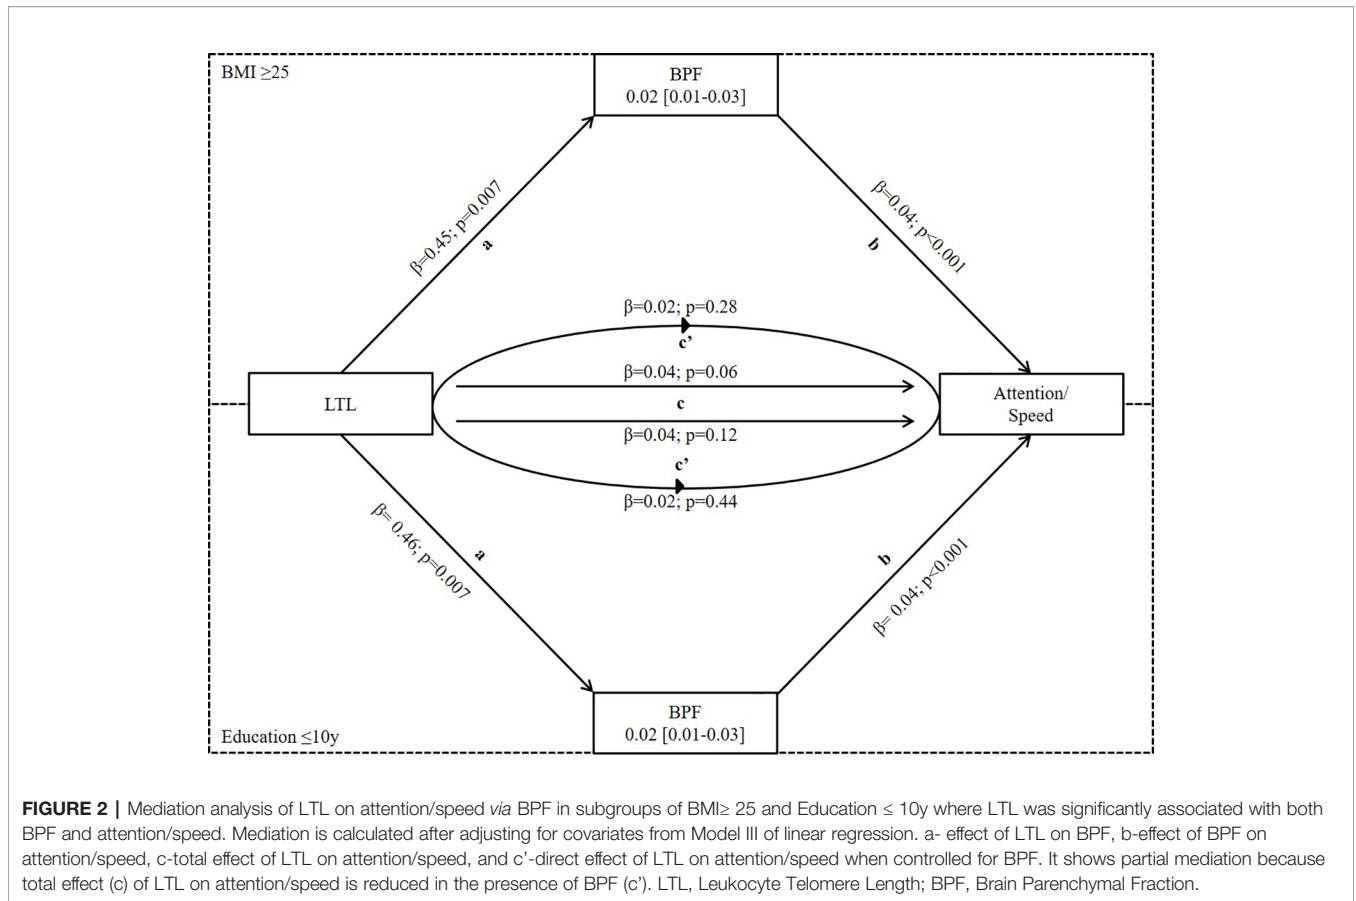 BMI ≥25
BPF
0.02 [0.01-0.03]
β=0.45; p=0.007
a
β=0.04; p<0.001
b
β=0.02; p=0.28
c’
β=0.04; p=0.06
LTL
c
Attention/
Speed
β=0.04; p=0.12
c’
β=0.02; p=0.44
β= 0.46; p=0.007
a
b
β= 0.04; p<0.001
BPF
0.02 [0.01-0.03]
Education ≤10y
FIGURE 2 | Mediation analysis of LTL on attention/speed via BPF in subgroups of BMI≥ 25 and Education ≤ 10y where LTL was significantly associated with both
BPF and attention/speed. Mediation is calculated after adjusting for covariates from Model III of linear regression. a- effect of LTL on BPF, b-effect of BPF on
attention/speed, c-total effect of LTL on attention/speed, and c’-direct effect of LTL on attention/speed when controlled for BPF. It shows partial mediation because
total effect (c) of LTL on attention/speed is reduced in the presence of BPF (c’). LTL, Leukocyte Telomere Length; BPF, Brain Parenchymal Fraction.